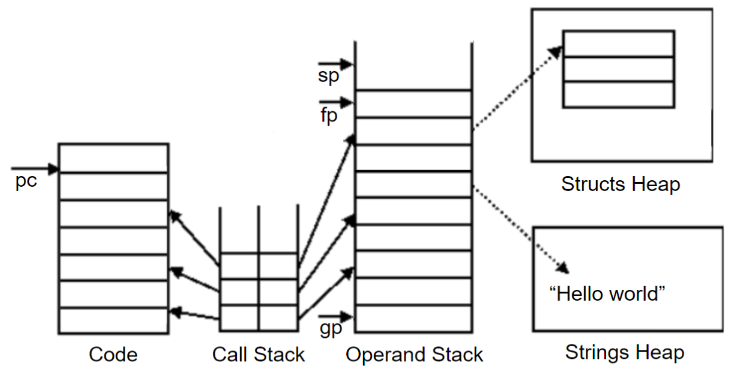 sp
fp
pc
Structs Heap
“Hello world”
gp
Code
Call Stack
Operand Stack
Strings Heap